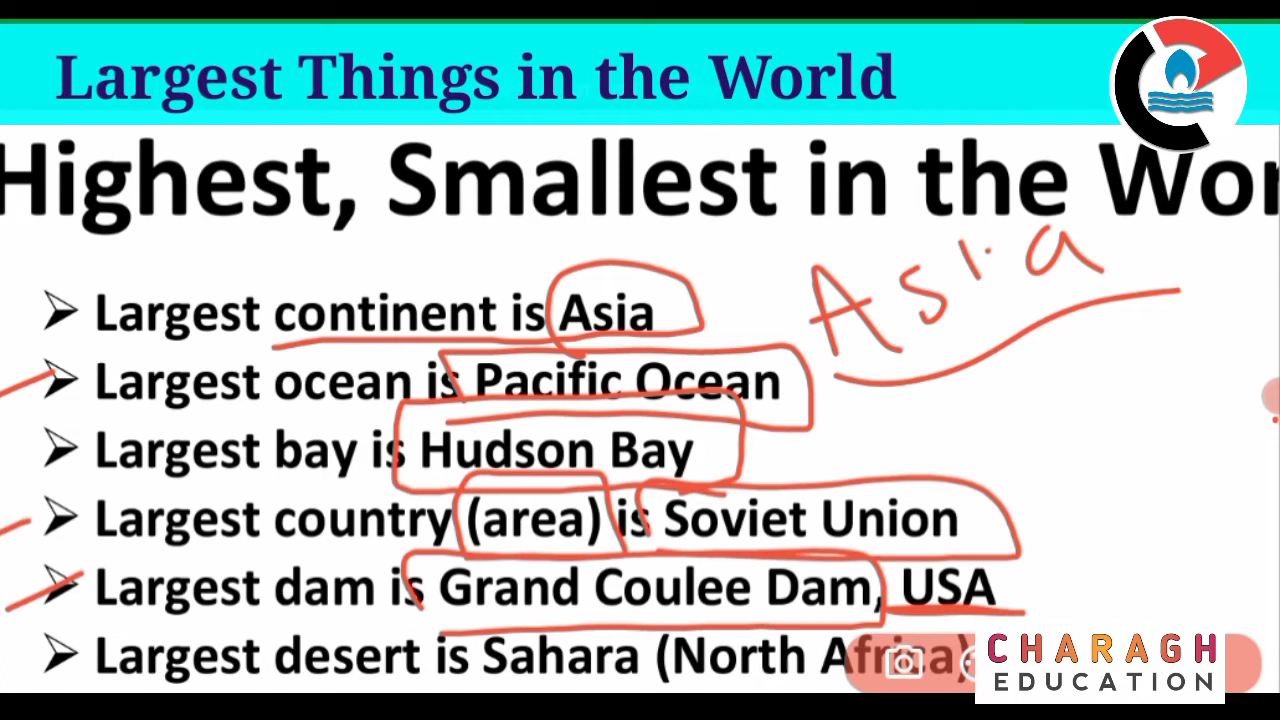 Largest Things in the World
Highest, Smallest in the Wor
Asia
➢ Largest continent is Asia
➢ Largest ocean is Pacific Ocean
➢ Largest bay is Hudson Bay
➢ Largest country (area) is Soviet Union
➢ Largest dam is Grand Coulee Dam, USA
➢ Largest desert is Sahara (North Africa)
CHARAGH
EDUCATION